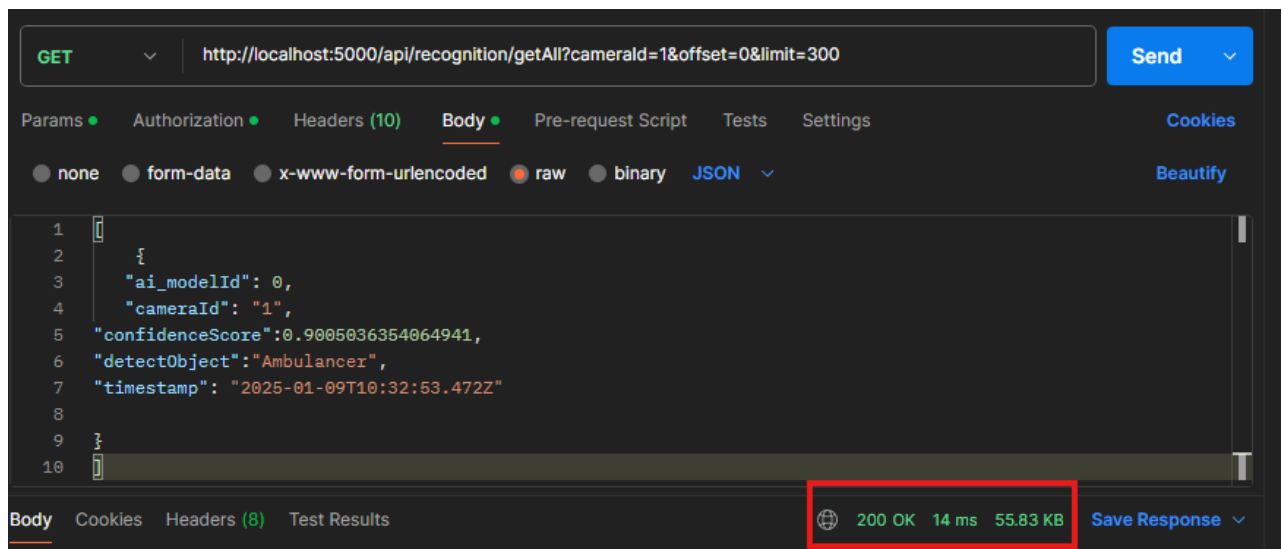 GET http://localhost:5000/api/recognition/getAll?cameraId=1&offset=0&limit=300 Send
Params Authorization Headers (10) Body Pre-request Script Tests Settings Cookies
none form-data x-www-form-urlencoded raw binary JSON Beautify
1 [
2 {
3 "ai_modelId": 0,
4 "cameraId": "1",
5 "confidenceScore":0.9005036354064941,
6 "detectObject":"Ambulancer",
7 "timestamp": "2025-01-09T10:32:53.472Z"
8
9 }
10 ]
Body Cookies Headers (8) Test Results 200 OK 14 ms 55.83 KB Save Response